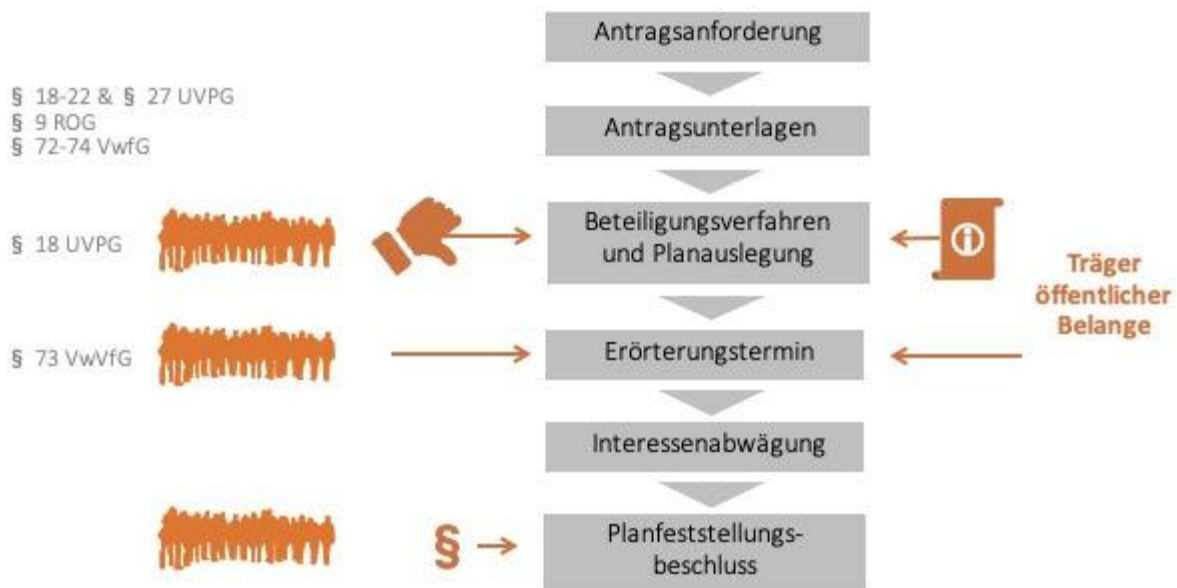 Antragsanforderung
§ 18-22 & § 27 UVPG
§ 9 ROG
§ 72-74 VwfG
Antragsunterlagen
§ 18 UVPG
Beteiligungsverfahren
und Planauslegung
Träger
öffentlicher
Belange
§ 73 VwVfG
Erörterungstermin
Interessenabwägung
§
Planfeststellungs-
beschluss